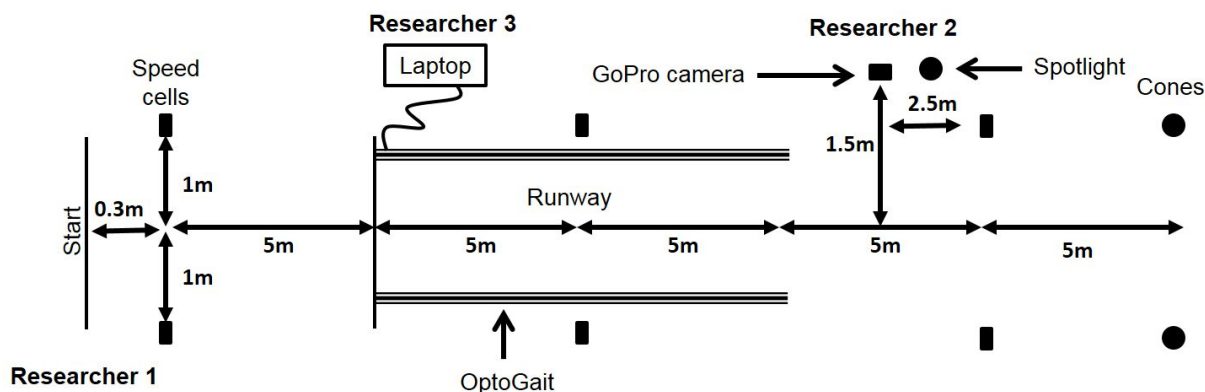 Researcher 3
Researcher 2
Laptop
GoPro camera
Spotlight
Speed
cells
Cones
2.5m
1.5m
1m
0.3m
Start
Runway
5m
5m
5m
5m
5m
1m
Researcher 1
OptoGait